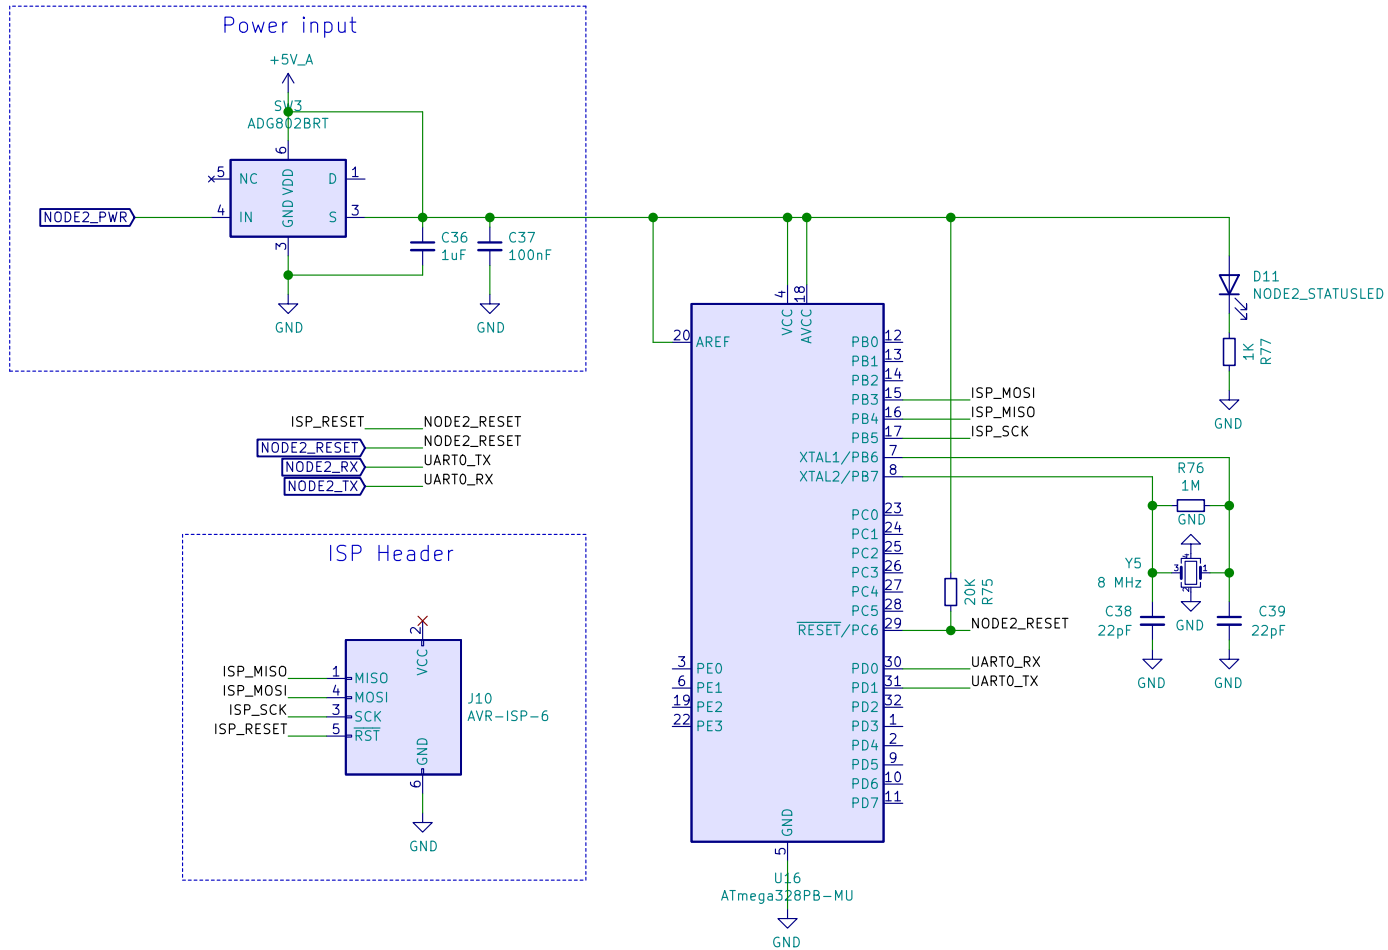 Power input
+5V_A
SW3
ADG802BRT
6
5
NC
VDD
D
1
NODE2_PWR
4
IN
GND
S
3
3
C36
1uF
C37
100nF
GND
GND
4
VCC
18
AVCC
20
AREF
PB0
12
PB1
13
PB2
14
PB3
15
ISP_MOSI
PB4
16
ISP_MISO
PB5
17
ISP_SCK
XTAL1/PB6
7
XTAL2/PB7
8
PC0
23
PC1
24
PC2
25
PC3
26
PC4
27
PC5
28
RESET/PC6
29
NODE2_RESET
3
PE0
PD0
30
UART0_RX
6
PE1
PD1
31
UART0_TX
19
PE2
PD2
32
22
PE3
PD3
1
PD4
2
PD5
9
PD6
10
PD7
11
GND
5
U16
ATmega328PB-MU
GND
D11
NODE2_STATUSLED
1K
R77
GND
R76
1M
GND
Y5
8 MHz
4
3
1
2
GND
20K
R75
C38
22pF
C39
22pF
GND
GND
ISP_RESET
NODE2_RESET
NODE2_RESET
NODE2_RESET
NODE2_RX
UART0_TX
NODE2_TX
UART0_RX
ISP Header
2
VCC
ISP_MISO
1
MISO
ISP_MOSI
4
MOSI
ISP_SCK
3
SCK
ISP_RESET
5
RST
J10
AVR-ISP-6
GND
6
GND